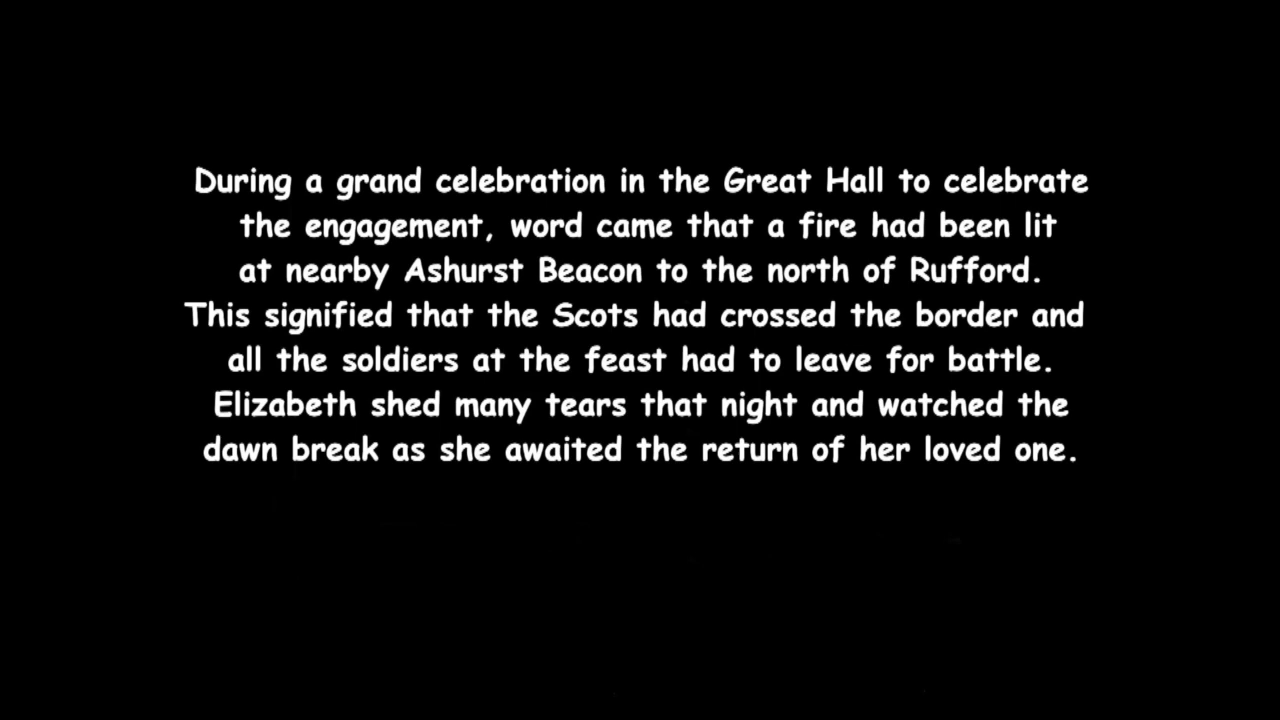 During a grand celebration in the Great Hall to celebrate
the engagement, word came that a fire had been lit
at nearby Ashurst Beacon to the north of Rufford.
This signified that the Scots had crossed the border and
all the soldiers at the feast had to leave for battle.
Elizabeth shed many tears that night and watched the
dawn break as she awaited the return of her loved one.